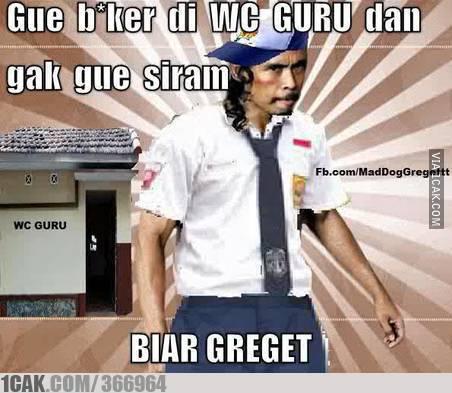 Gue b*ker di WC GURU dan
gak gue siram
Fb.com/MadDogGregettt
VIA 1CAK.COM/
WC GURU
BIAR GREGET
1CAK.COM/366964